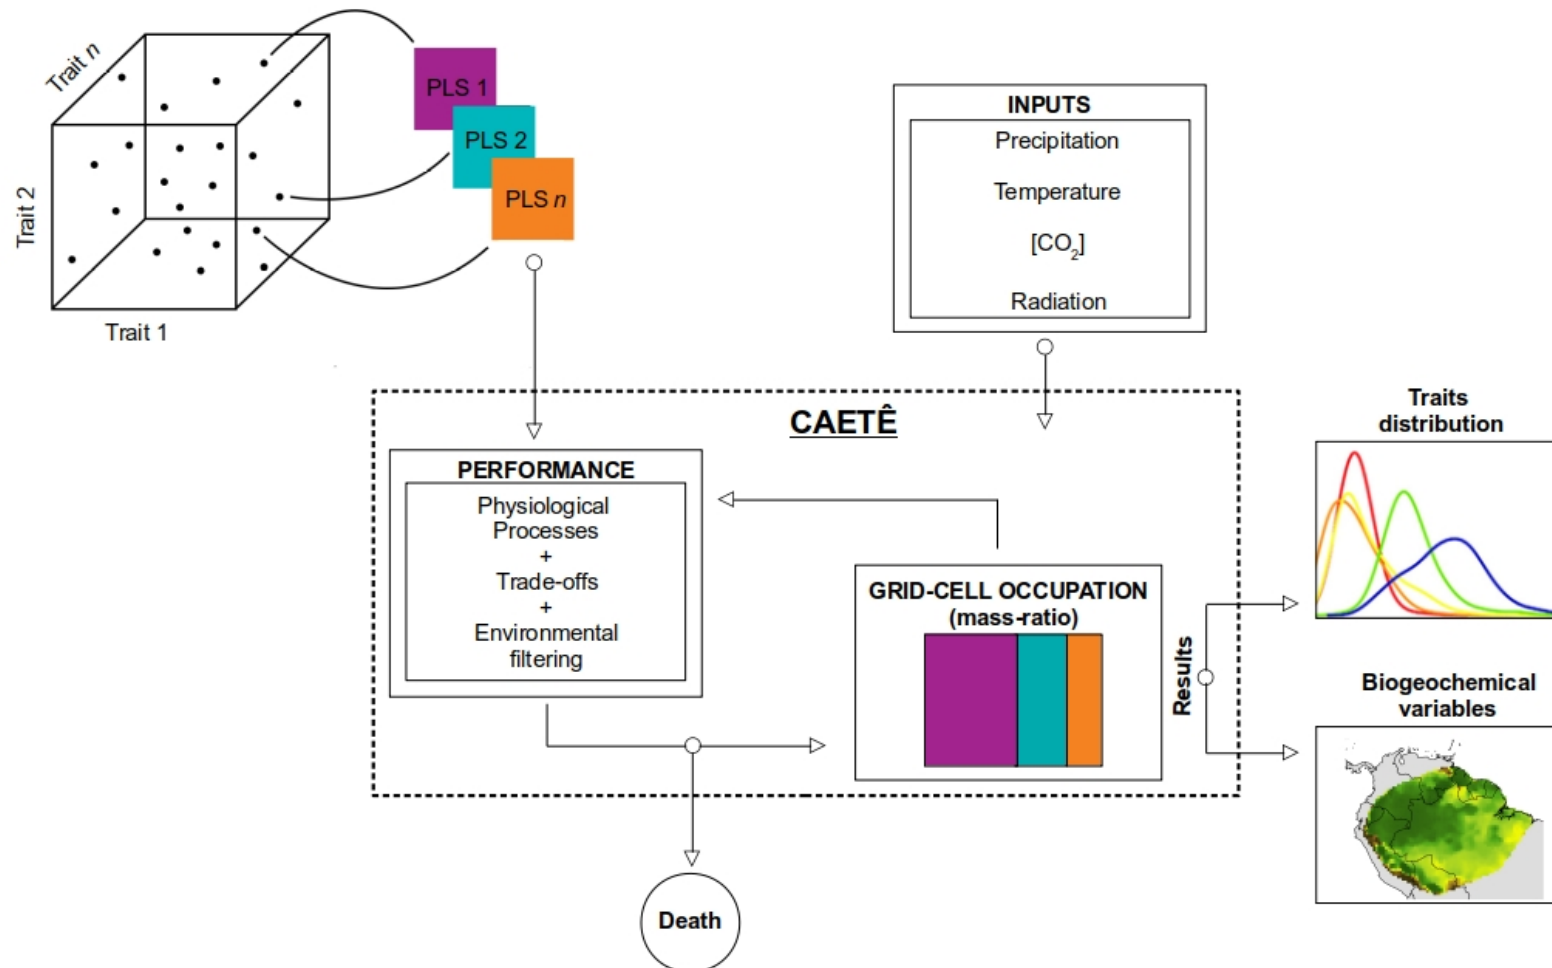 Trait n
Trait 2
Trait 1
PLS 1
PLS 2
PLS n
INPUTS
Precipitation
Temperature
[CO₂]
Radiation
CAETÊ
PERFORMANCE
Physiological
Processes
+
Trade-offs
+
Environmental
filtering
GRID-CELL OCCUPATION
(mass-ratio)
Results
Traits
distribution
Biogeochemical
variables
Death